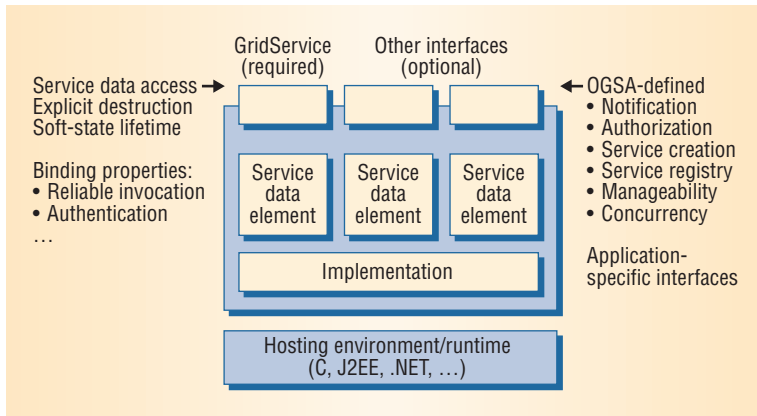 GridService
(required)
Other interfaces
(optional)
Service data access
Explicit destruction
Soft-state lifetime
Binding properties:
• Reliable invocation
• Authentication
…
OGSA-defined
• Notification
• Authorization
• Service creation
• Service registry
• Manageability
• Concurrency
Application-
specific interfaces
Service
data
element
Service
data
element
Service
data
element
Implementation
Hosting environment/runtime
(C, J2EE, .NET, …)